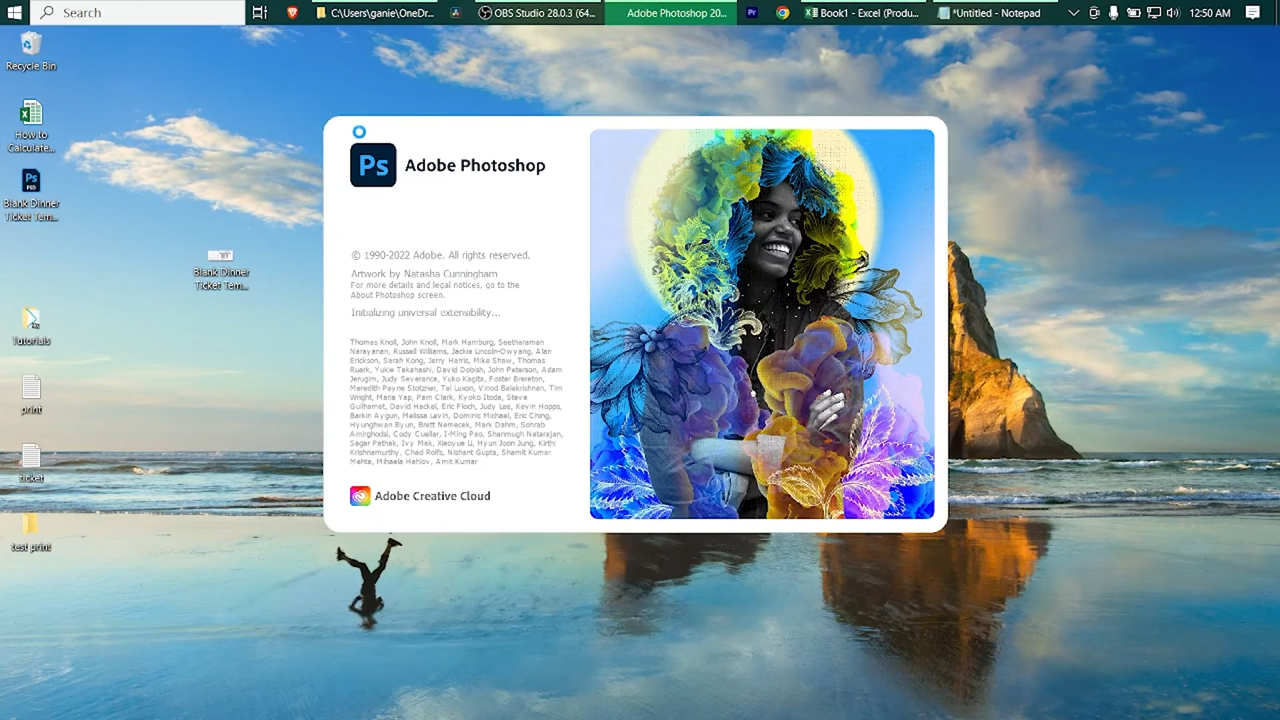 Search
C:\Users\ganie\OneDr...
OBS Studio 28.0.3 (64...
Adobe Photoshop 20...
Pr
Book1 - Excel (Produ...
*Untitled - Notepad
12:50 AM
Recycle Bin
How to
Calculate...
Ps
PSD
Blank Dinner
Ticket Tem...
Blank Dinner
Ticket Tem...
Tutorials
print
ticket
test print
Ps
Adobe Photoshop
© 1990-2022 Adobe. All rights reserved.
Artwork by Natasha Cunningham
For more details and legal notices, go to the
About Photoshop screen.
Initializing universal extensibility...
Thomas Knoll, John Knoll, Mark Hamburg, Seetharaman
Narayanan, Russell Williams, Jackie Lincoln-Owyang, Alan
Erickson, Sarah Kong, Jerry Harris, Mike Shaw, Thomas
Ruark, Yukie Takahashi, David Dobish, John Peterson, Adam
Jerugim, Judy Severance, Yuko Kagita, Foster Brereton,
Meredith Payne Stotzner, Tai Luxon, Vinod Balakrishnan, Tim
Wright, Maria Yap, Pam Clark, Kyoko Itoda, Steve
Guilhamet, David Hackel, Eric Floch, Judy Lee, Kevin Hopps,
Barkin Aygun, Melissa Levin, Dominic Michael, Eric Ching,
Hyunghwan Byun, Brett Nemecek, Mark Dahm, Sohrab
Amirghodsi, Cody Cuellar, I-Ming Pao, Shanmugh Natarajan,
Sagar Pathak, Ivy Mak, Xiaoyue Li, Hyun Joon Jung, Kirthi
Krishnamurthy, Chad Rolfs, Nishant Gupta, Shamit Kumar
Mehta, Mihaela Hahlov, Amit Kumar
Adobe Creative Cloud